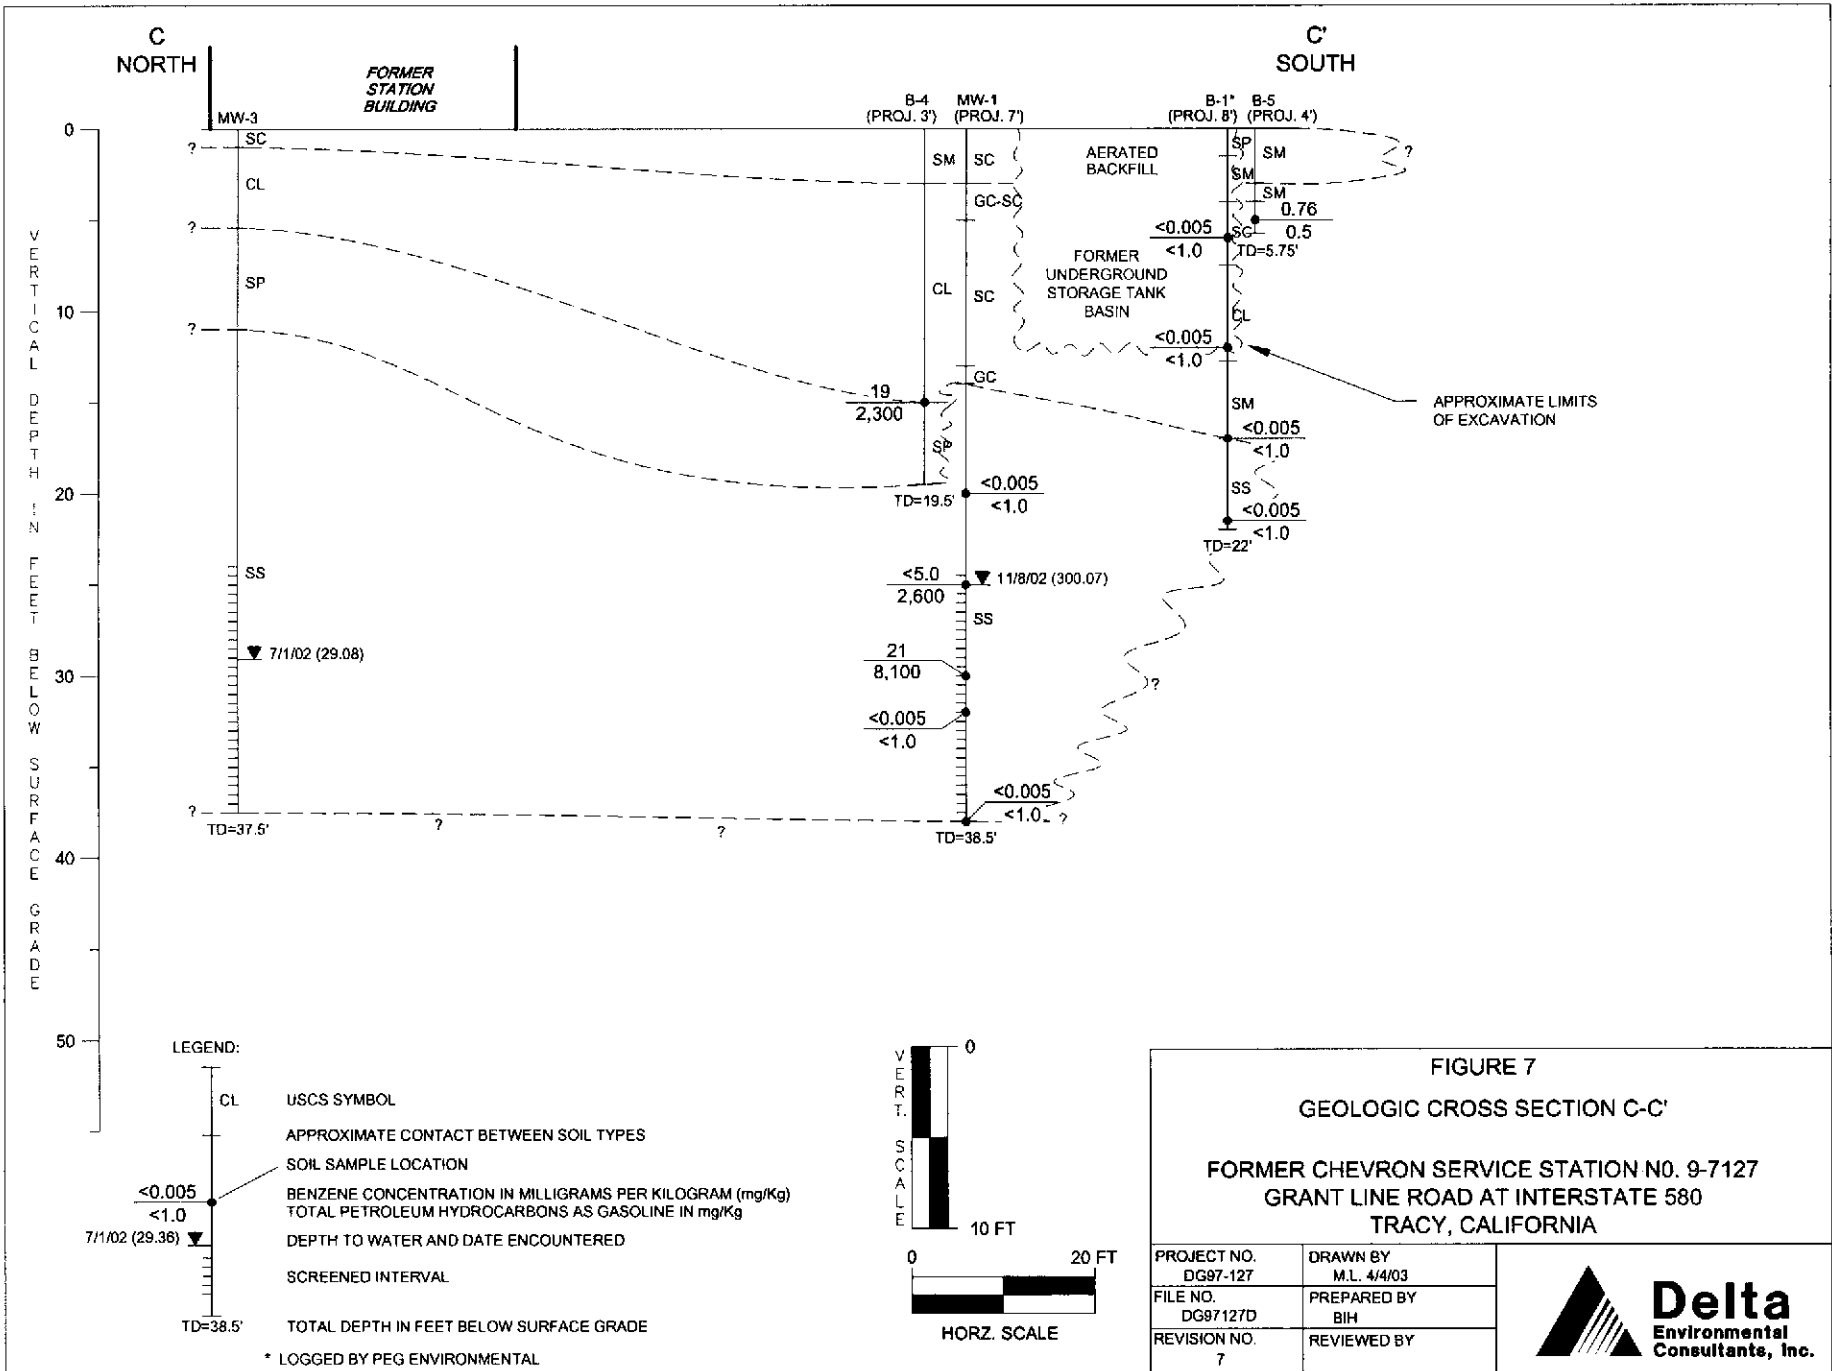 C
NORTH
FORMER
STATION
BUILDING
C'
SOUTH
MW-3
B-4
(PROJ. 3')
MW-1
(PROJ. 7')
B-1*
(PROJ. 8')
B-5
(PROJ. 4')
VERTICAL DEPTH IN FEET BELOW SURFACE GRADE
0
10
20
30
40
50
?
SC
CL
?
SP
?
SS
7/1/02 (29.08)
?
TD=37.5'
?
?
SM
CL
19
2,300
SP
TD=19.5'
SC
GC-SC
SC
GC
<0.005
<1.0
<5.0
2,600
11/8/02 (300.07)
SS
21
8,100
<0.005
<1.0
<0.005
<1.0
?
TD=38.5'
AERATED
BACKFILL
FORMER
UNDERGROUND
STORAGE TANK
BASIN
SP
SM
<0.005
<1.0
SC
CL
<0.005
<1.0
SM
<0.005
<1.0
SS
<0.005
<1.0
TD=22'
?
SM
SM
0.76
0.5
TD=5.75'
?
APPROXIMATE LIMITS
OF EXCAVATION
LEGEND:
CL USCS SYMBOL
APPROXIMATE CONTACT BETWEEN SOIL TYPES
SOIL SAMPLE LOCATION
<0.005 BENZENE CONCENTRATION IN MILLIGRAMS PER KILOGRAM (mg/Kg)
<1.0 TOTAL PETROLEUM HYDROCARBONS AS GASOLINE IN mg/Kg
7/1/02 (29.36) DEPTH TO WATER AND DATE ENCOUNTERED
SCREENED INTERVAL
TD=38.5' TOTAL DEPTH IN FEET BELOW SURFACE GRADE
* LOGGED BY PEG ENVIRONMENTAL
VERT. SCALE
0
10 FT
0 20 FT
HORZ. SCALE
FIGURE 7
GEOLOGIC CROSS SECTION C-C'
FORMER CHEVRON SERVICE STATION N0. 9-7127
GRANT LINE ROAD AT INTERSTATE 580
TRACY, CALIFORNIA
PROJECT NO.
DG97-127
DRAWN BY
M.L. 4/4/03
FILE NO.
DG97127D
PREPARED BY
BIH
REVISION NO.
7
REVIEWED BY
Delta
Environmental
Consultants, Inc.